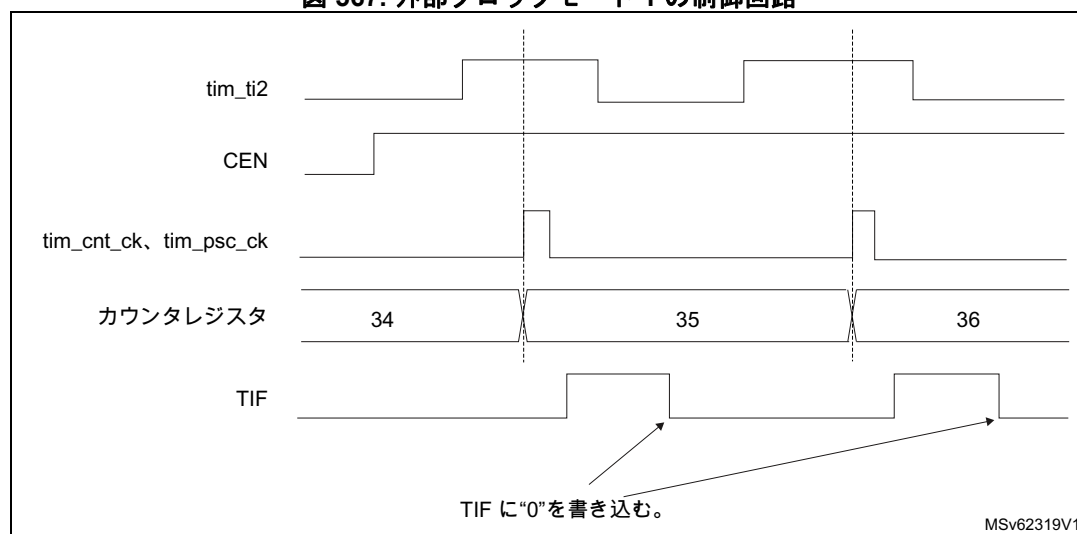 tim_ti2
CEN
tim_cnt_ck、tim_psc_ck
カウンタレジスタ
34
35
36
TIF
TIF に“0”を書き込む。
MSv62319V1